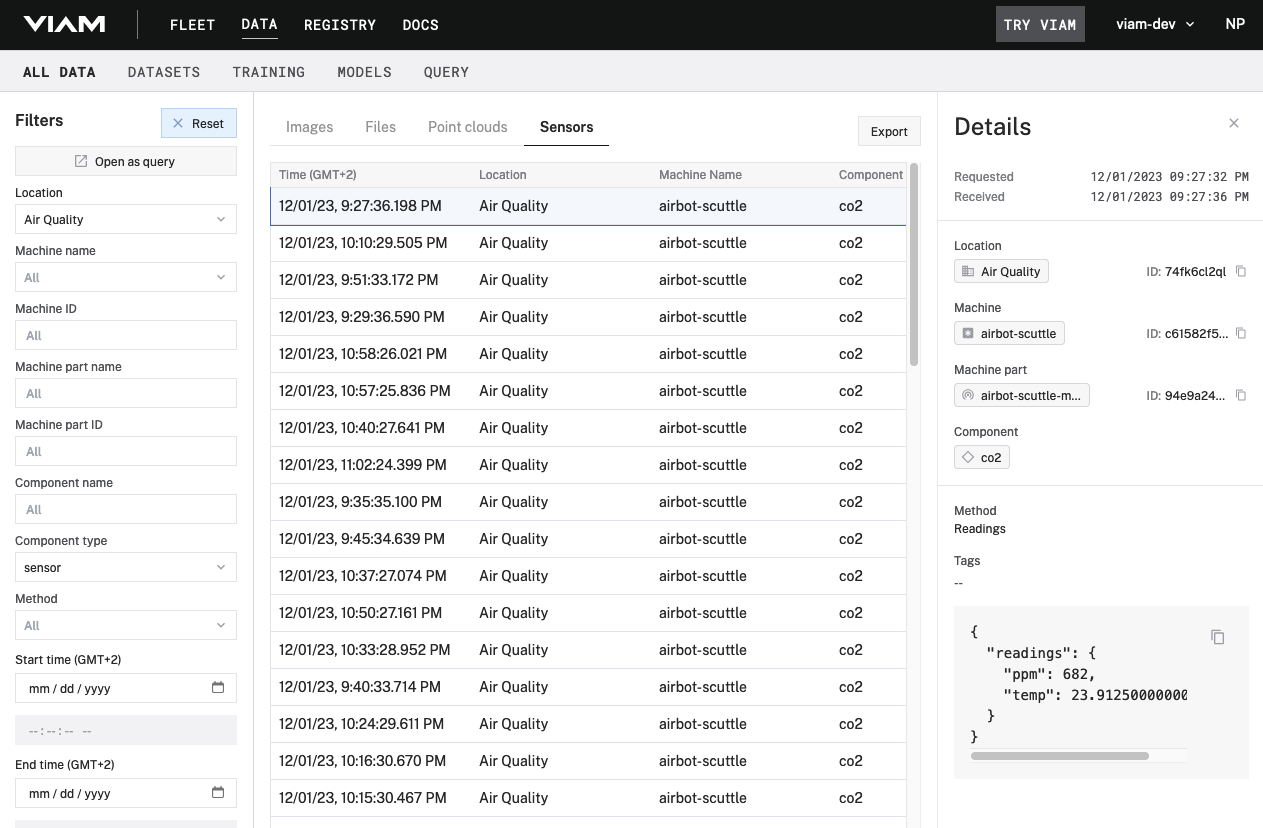 VIAM
FLEET DATA REGISTRY DOCS
TRY VIAM
viam-dev
NP
ALL DATA DATASETS TRAINING MODELS QUERY
Filters
Reset
Open as query
Location
Air Quality
Machine name
All
Machine ID
All
Machine part name
All
Machine part ID
All
Component name
All
Component type
sensor
Method
All
Start time (GMT+2)
mm / dd / yyyy
-- : -- : -- --
End time (GMT+2)
mm / dd / yyyy
Images Files Point clouds Sensors
Export
Time (GMT+2) Location Machine Name Component
12/01/23, 9:27:36.198 PM Air Quality airbot-scuttle co2
12/01/23, 10:10:29.505 PM Air Quality airbot-scuttle co2
12/01/23, 9:51:33.172 PM Air Quality airbot-scuttle co2
12/01/23, 9:29:36.590 PM Air Quality airbot-scuttle co2
12/01/23, 10:58:26.021 PM Air Quality airbot-scuttle co2
12/01/23, 10:57:25.836 PM Air Quality airbot-scuttle co2
12/01/23, 10:40:27.641 PM Air Quality airbot-scuttle co2
12/01/23, 11:02:24.399 PM Air Quality airbot-scuttle co2
12/01/23, 9:35:35.100 PM Air Quality airbot-scuttle co2
12/01/23, 9:45:34.639 PM Air Quality airbot-scuttle co2
12/01/23, 10:37:27.074 PM Air Quality airbot-scuttle co2
12/01/23, 10:50:27.161 PM Air Quality airbot-scuttle co2
12/01/23, 10:33:28.952 PM Air Quality airbot-scuttle co2
12/01/23, 9:40:33.714 PM Air Quality airbot-scuttle co2
12/01/23, 10:24:29.611 PM Air Quality airbot-scuttle co2
12/01/23, 10:16:30.670 PM Air Quality airbot-scuttle co2
12/01/23, 10:15:30.467 PM Air Quality airbot-scuttle co2
Details
Requested 12/01/2023 09:27:32 PM
Received 12/01/2023 09:27:36 PM
Location
Air Quality ID: 74fk6cl2ql
Machine
airbot-scuttle ID: c61582f5...
Machine part
airbot-scuttle-m... ID: 94e9a24...
Component
co2
Method
Readings
Tags
--
{
"readings": {
"ppm": 682,
"temp": 23.91250000000
}
}